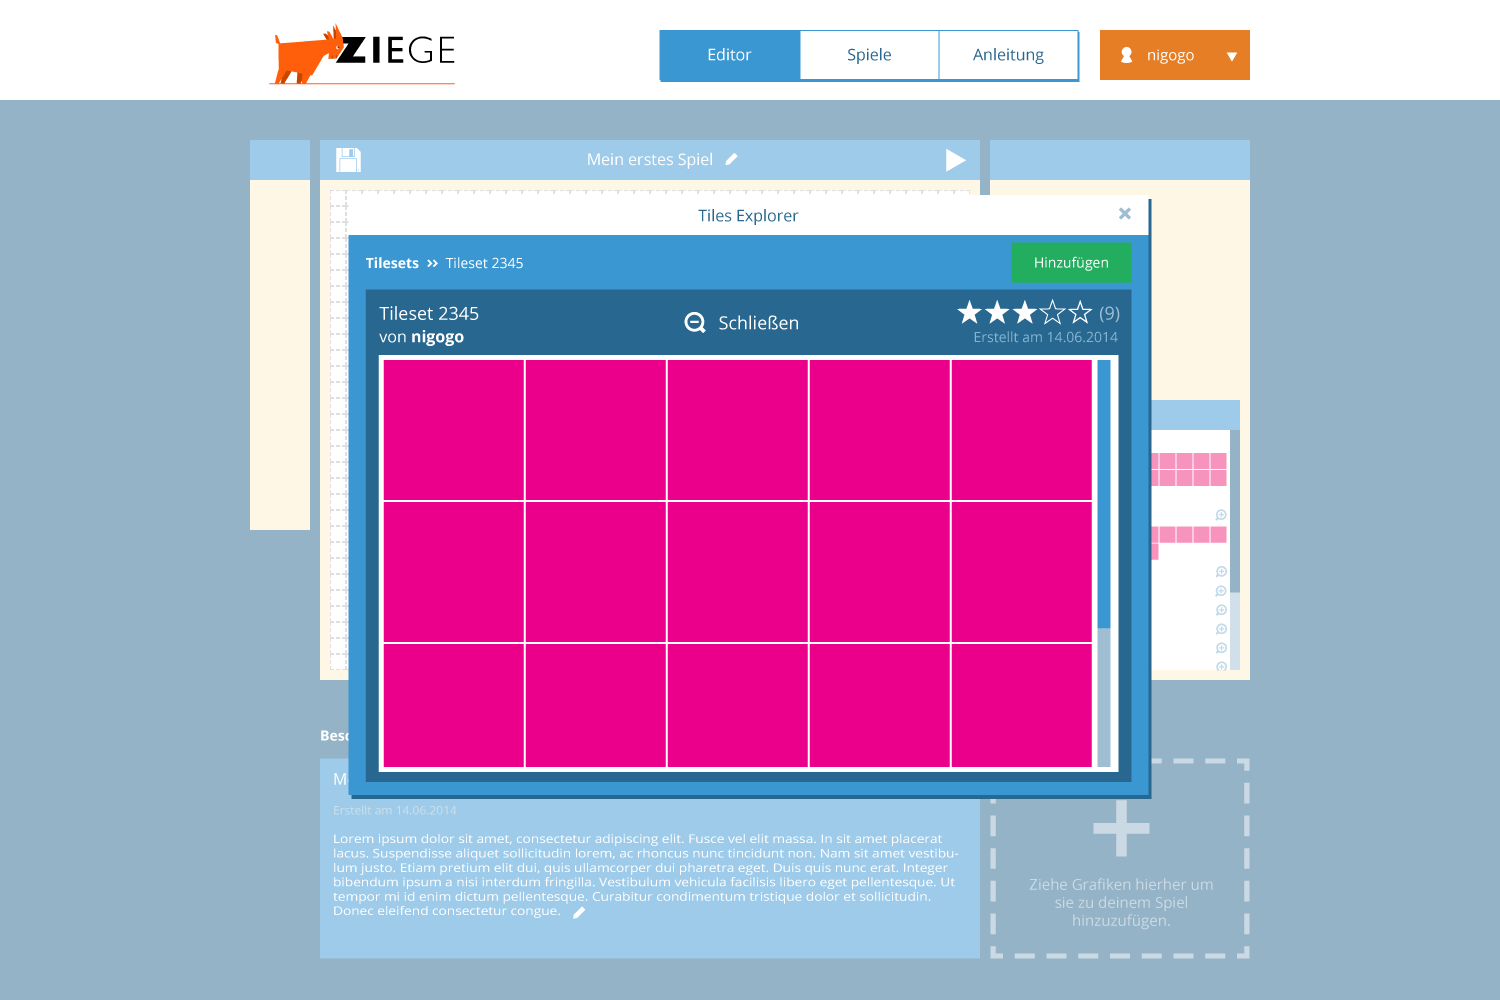 ZIEGE
Editor
Spiele
Anleitung
nigogo
Mein erstes Spiel
Tiles Explorer
Tilesets » Tileset 2345
Hinzufügen
Tileset 2345
von nigogo
Schließen
(9)
Erstellt am 14.06.2014
Erstellt am 14.06.2014
Lorem ipsum dolor sit amet, consectetur adipiscing elit. Fusce vel elit massa. In sit amet placerat
lacus. Suspendisse aliquet sollicitudin lorem, ac rhoncus nunc tincidunt non. Nam sit amet vestibu-
lum justo. Etiam pretium elit dui, quis ullamcorper dui pharetra eget. Duis quis nunc erat. Integer
bibendum ipsum a nisi interdum fringilla. Vestibulum vehicula facilisis libero eget pellentesque. Ut
tempor mi id enim dictum pellentesque. Curabitur condimentum tristique dolor et sollicitudin.
Donec eleifend consectetur congue.
Ziehe Grafiken hierher um
sie zu deinem Spiel
hinzuzufügen.